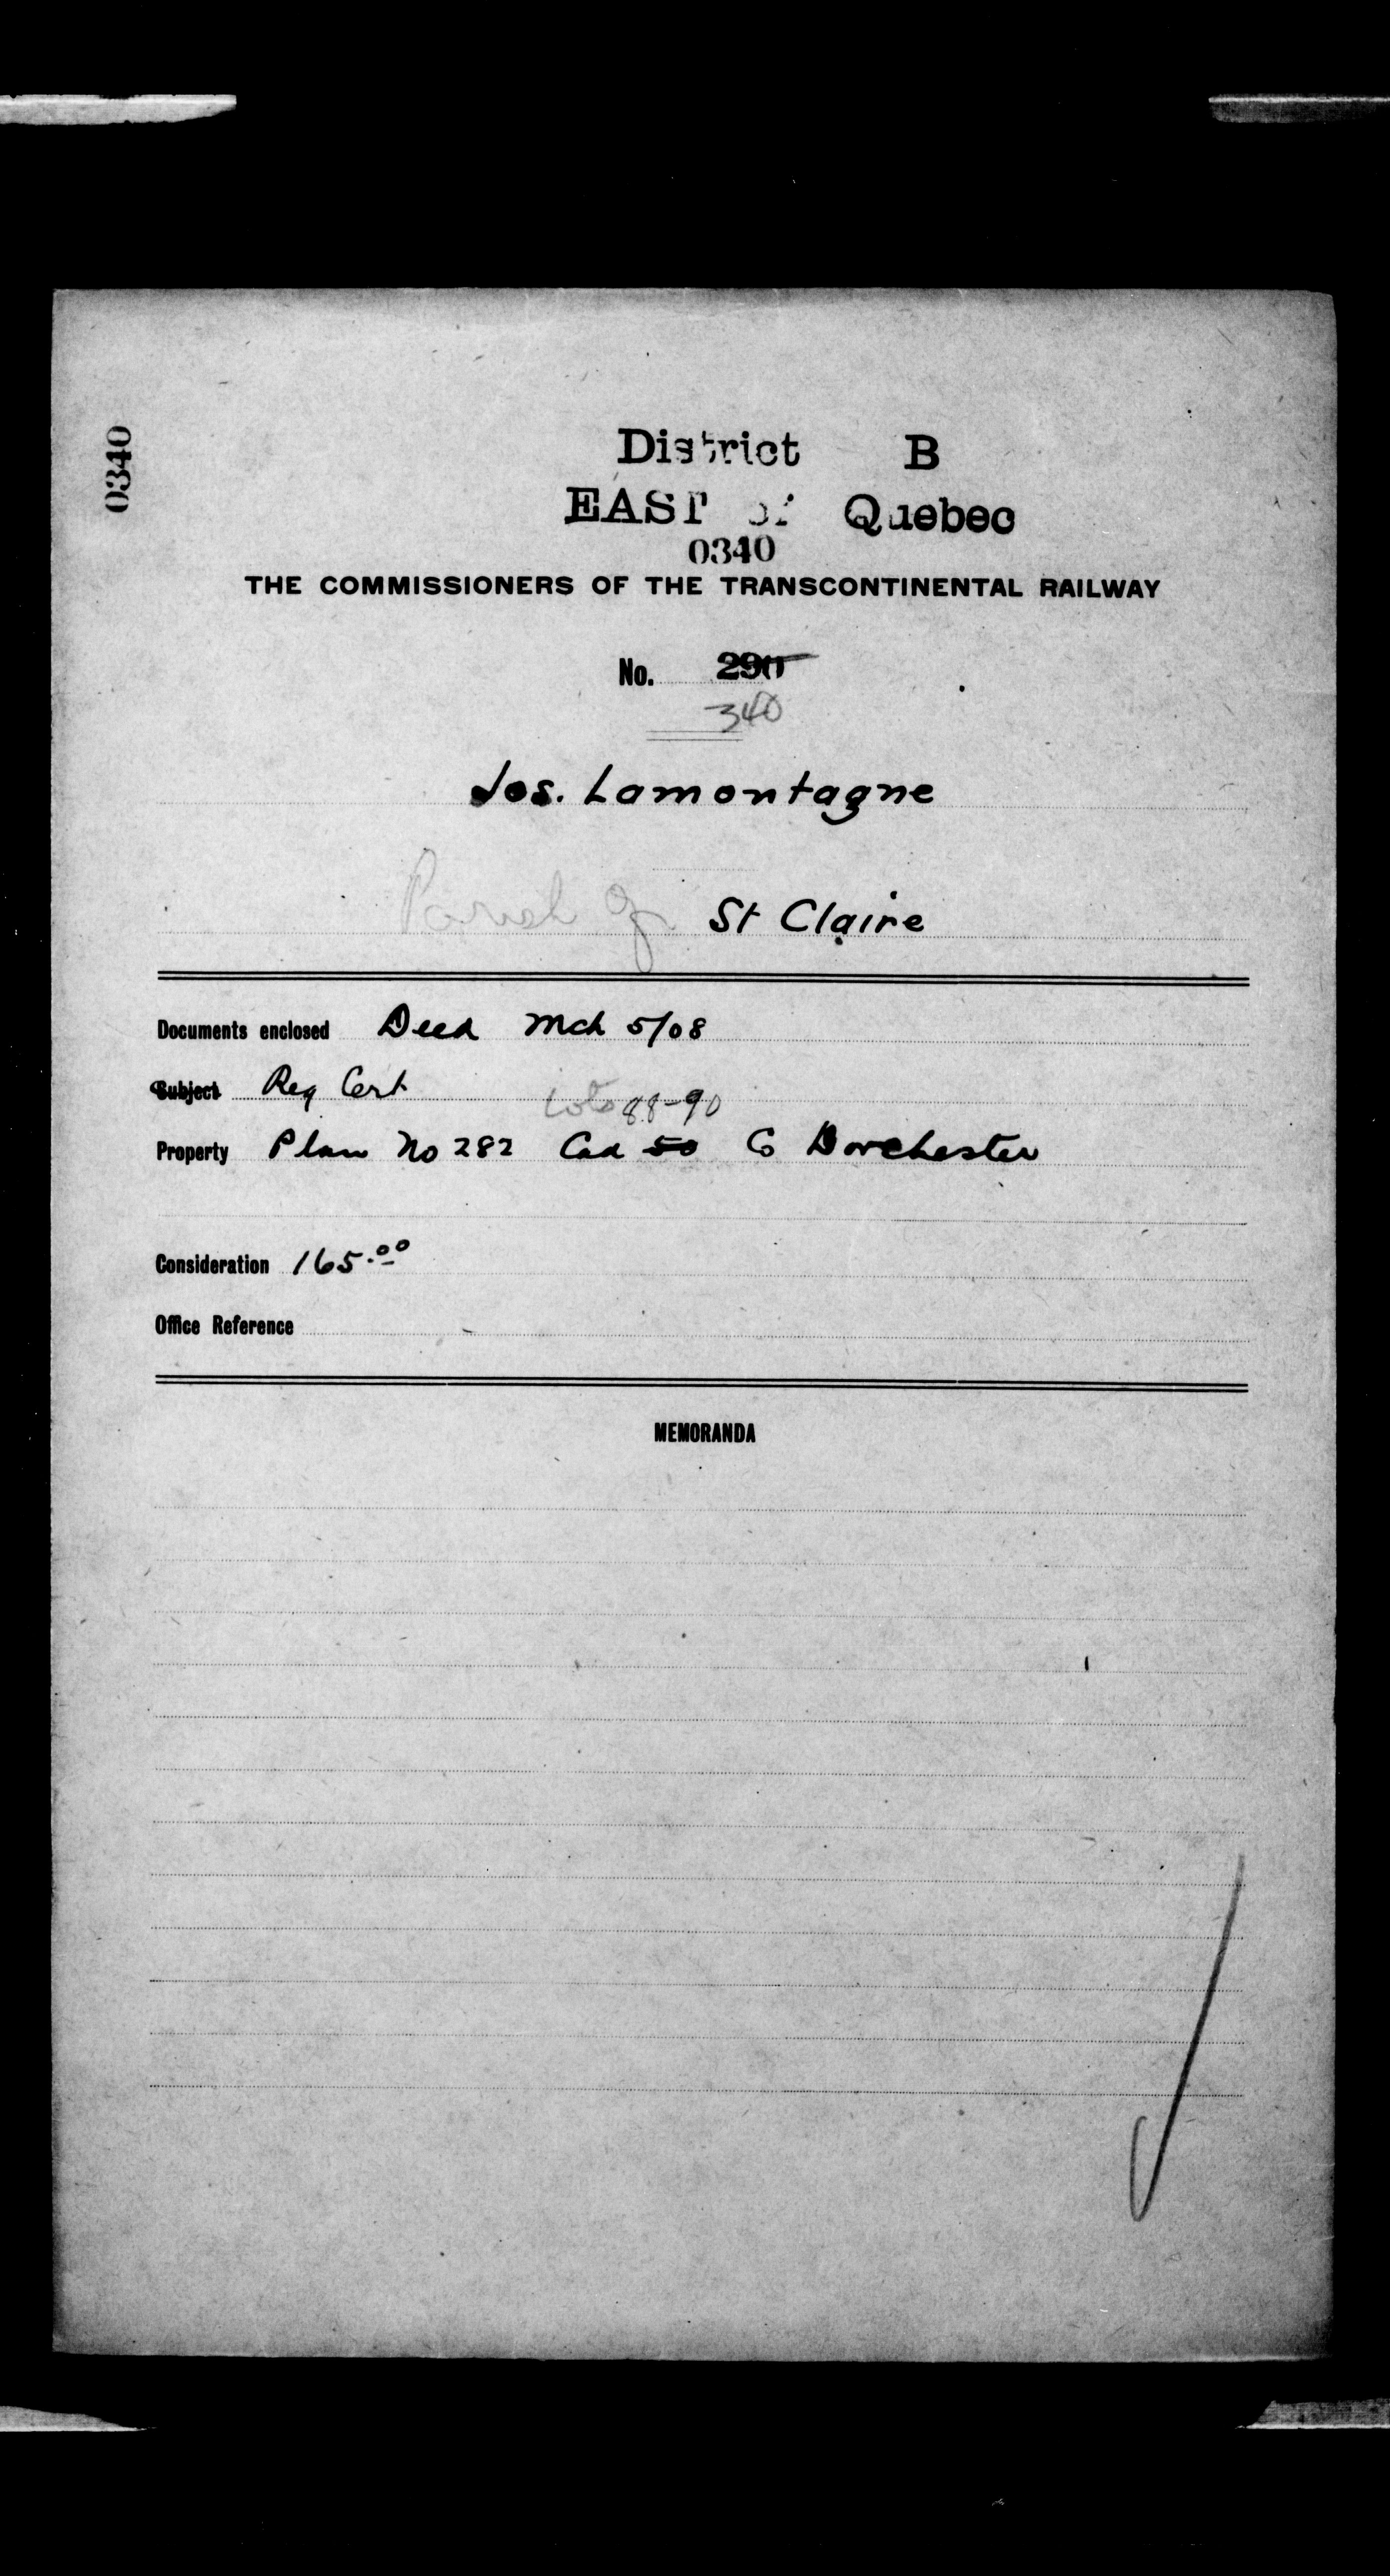 0340
District B
EAST of Quebec
0340
THE COMMISSIONERS OF THE TRANSCONTINENTAL RAILWAY
No. 290
340
Jos. Lamontagne
Parish of St Claire
Documents enclosed Deed Mch 5/08
Subject Reg Cert
Lots 88-90
Property Plan No 282 Cad 50 Co Dorchester
Consideration 165.00
Office Reference
MEMORANDA